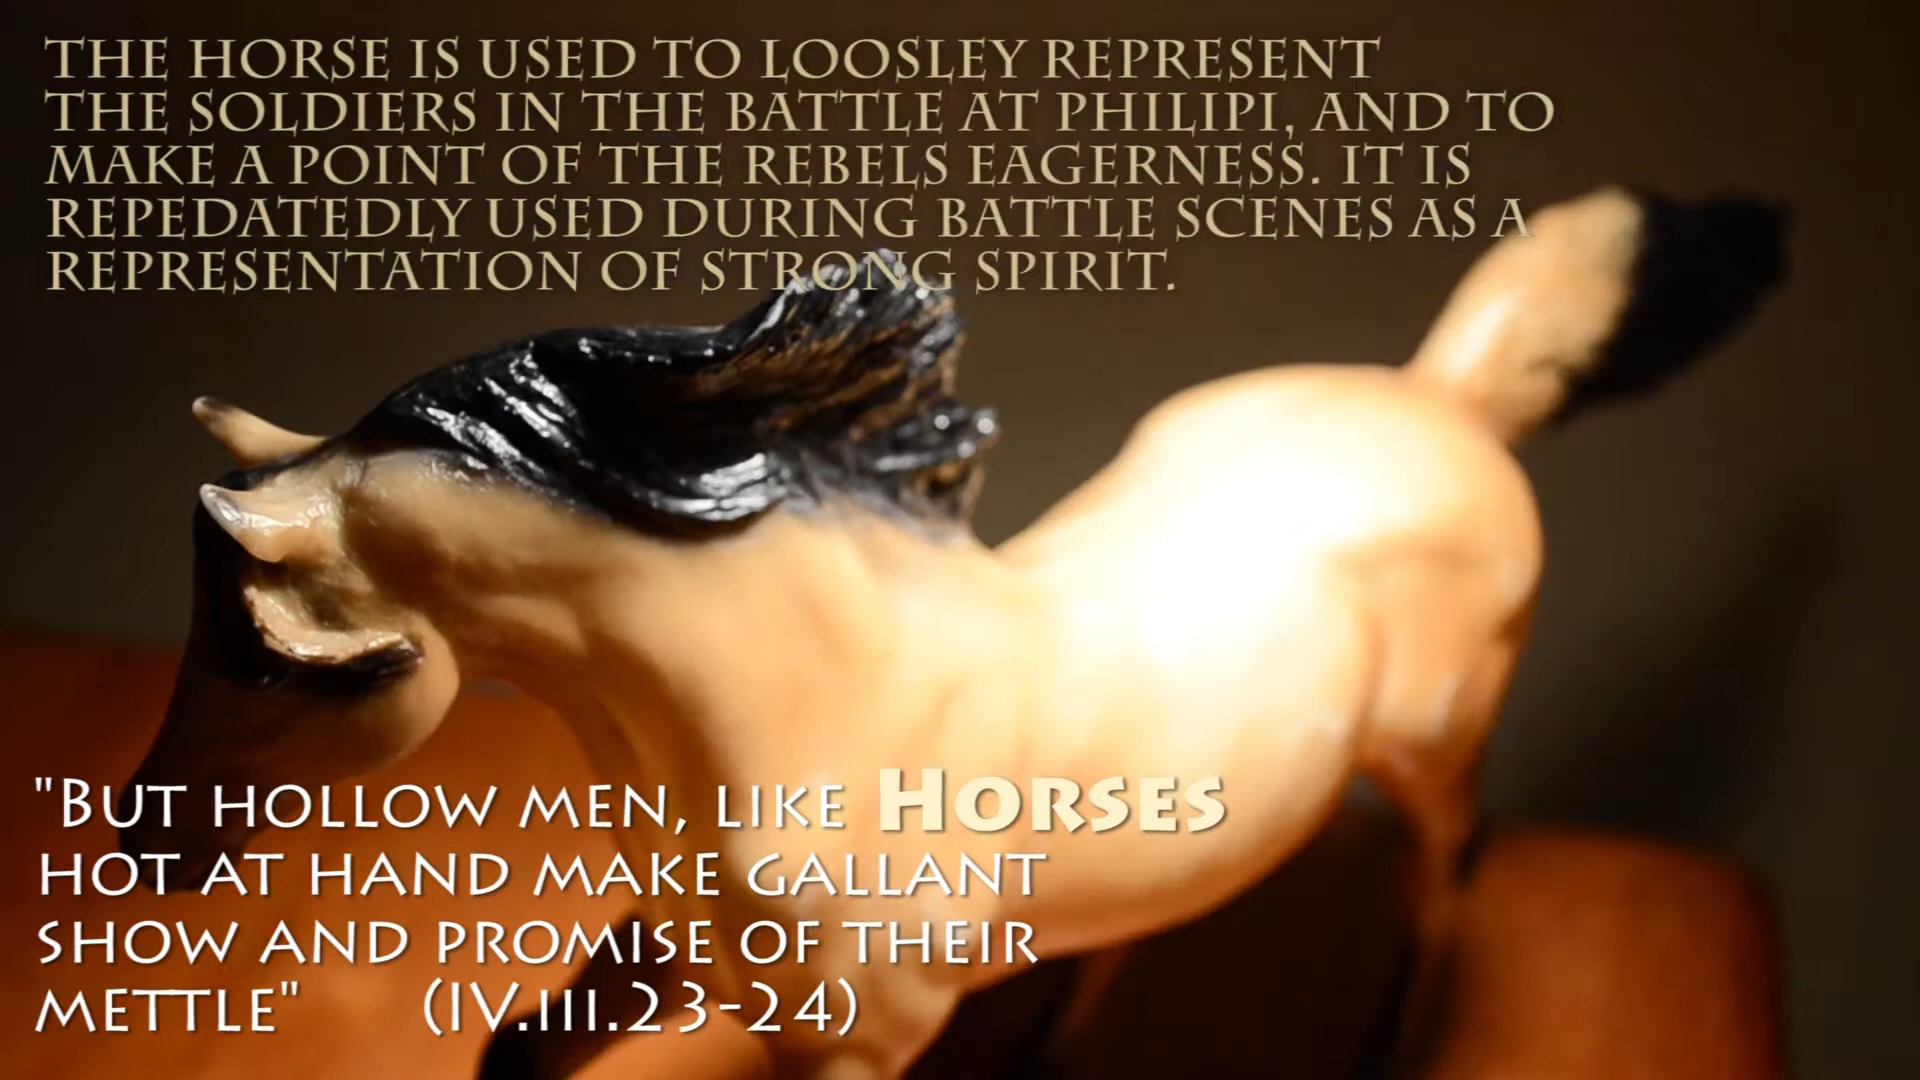 THE HORSE IS USED TO LOOSLEY REPRESENT
THE SOLDIERS IN THE BATTLE AT PHILIPI, AND TO
MAKE A POINT OF THE REBELS EAGERNESS. IT IS
REPEDATEDLY USED DURING BATTLE SCENES AS A
REPRESENTATION OF STRONG SPIRIT.
"BUT HOLLOW MEN, LIKE HORSES
HOT AT HAND MAKE GALLANT
SHOW AND PROMISE OF THEIR
METTLE" (IV.III.23-24)